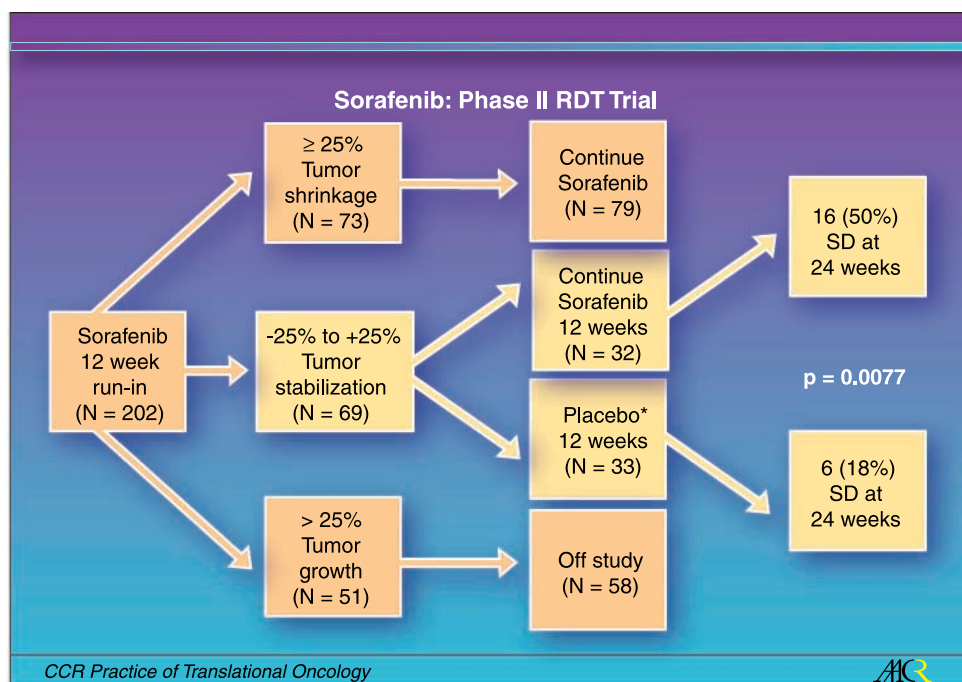 Sorafenib: Phase II RDT Trial
≥ 25%
Tumor
shrinkage
(N = 73)
Continue
Sorafenib
(N = 79)
16 (50%)
SD at
24 weeks
Sorafenib
12 week
run-in
(N = 202)
-25% to +25%
Tumor
stabilization
(N = 69)
Continue
Sorafenib
12 weeks
(N = 32)
p = 0.0077
Placebo*
12 weeks
(N = 33)
6 (18%)
SD at
24 weeks
> 25%
Tumor
growth
(N = 51)
Off study
(N = 58)
CCR Practice of Translational Oncology
AACR